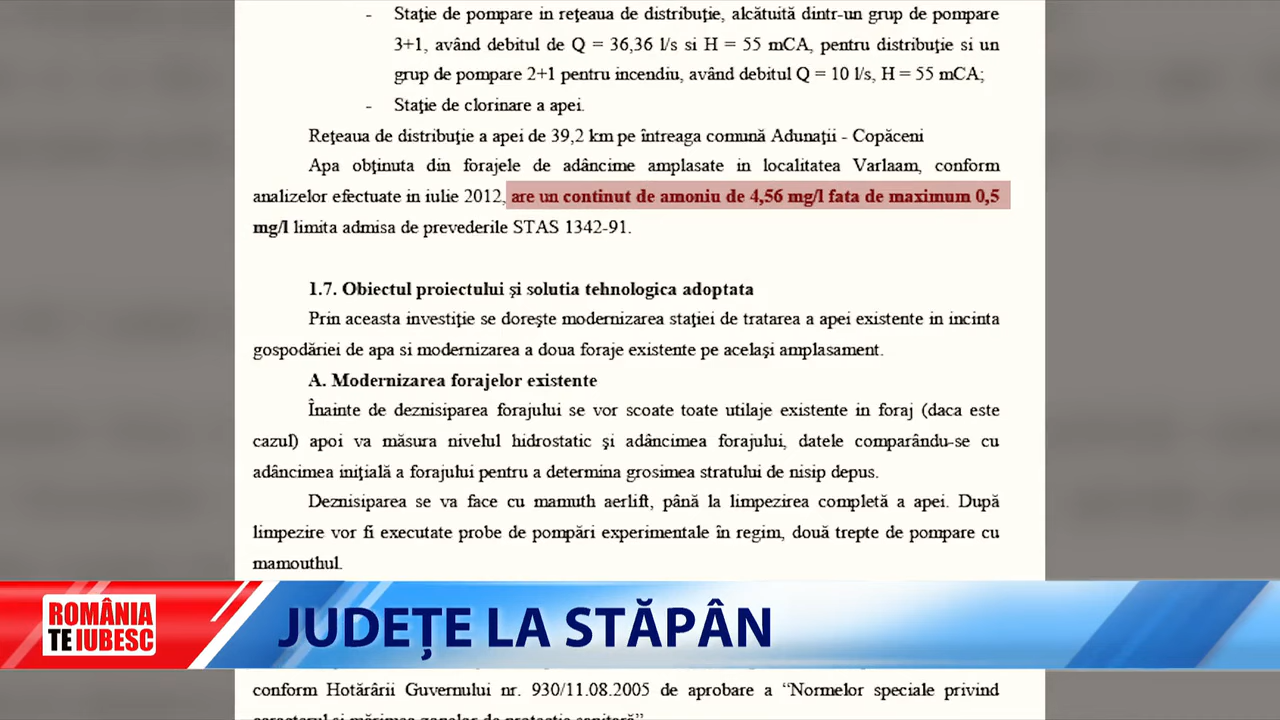 - Staţie de pompare in reţeaua de distribuţie, alcătuită dintr-un grup de pompare
3+1, având debitul de Q = 36,36 l/s si H = 55 mCA, pentru distribuţie si un
grup de pompare 2+1 pentru incendiu, având debitul Q = 10 l/s, H = 55 mCA;
- Staţie de clorinare a apei.
Reţeaua de distribuţie a apei de 39,2 km pe întreaga comună Adunaţii - Copăceni
Apa obţinuta din forajele de adâncime amplasate in localitatea Varlaam, conform
analizelor efectuate in iulie 2012, are un continut de amoniu de 4,56 mg/l fata de maximum 0,5
mg/l limita admisa de prevederile STAS 1342-91.
1.7. Obiectul proiectului şi solutia tehnologica adoptata
Prin aceasta investiţie se doreşte modernizarea staţiei de tratarea a apei existente in incinta
gospodăriei de apa si modernizarea a doua foraje existente pe acelaşi amplasament.
A. Modernizarea forajelor existente
Înainte de deznisiparea forajului se vor scoate toate utilaje existente in foraj (daca este
cazul) apoi va măsura nivelul hidrostatic şi adâncimea forajului, datele comparându-se cu
adâncimea iniţială a forajului pentru a determina grosimea stratului de nisip depus.
Deznisiparea se va face cu mamuth aerlift, până la limpezirea completă a apei. După
limpezire vor fi executate probe de pompări experimentale în regim, două trepte de pompare cu
mamouthul.
ROMÂNIA
TE IUBESC
JUDEȚE LA STĂPÂN
conform Hotărârii Guvernului nr. 930/11.08.2005 de aprobare a “Normelor speciale privind
caracterul si mărimea zonelor de protecţie sanitară”